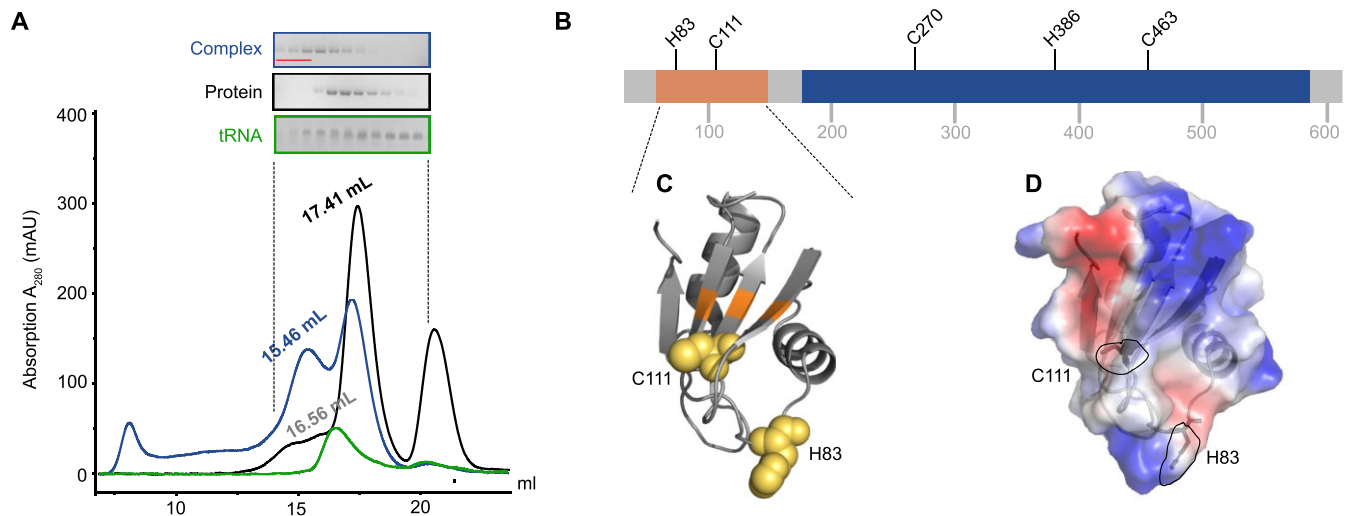 A
Complex
Protein
tRNA
Absorption A280 (mAU)
400
300
200
100
0
10
15
20
ml
17.41 mL
15.46 mL
16.56 mL
B
H83
C111
C270
H386
C463
100
200
300
400
500
600
C
C111
H83
D
C111
H83